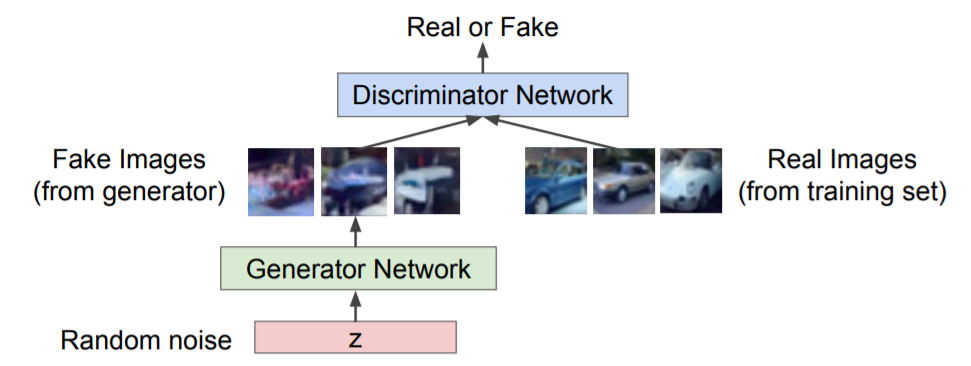 Real or Fake
Discriminator Network
Fake Images
(from generator)
Real Images
(from training set)
Generator Network
Random noise
z